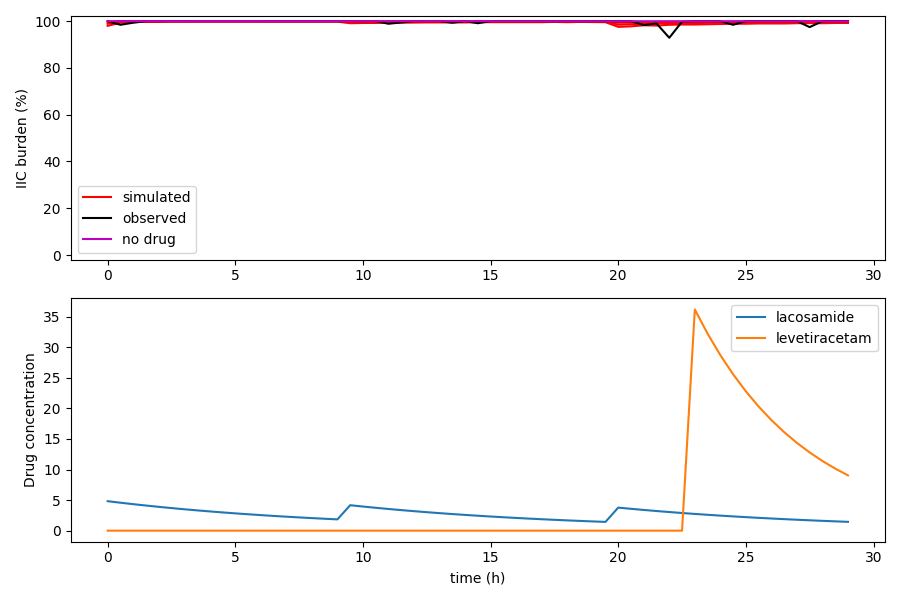 100
80
60
40
20
0
IIC burden (%)
simulated
observed
no drug
0 5 10 15 20 25 30
35
30
25
20
15
10
5
0
Drug concentration
lacosamide
levetiracetam
0 5 10 15 20 25 30
time (h)